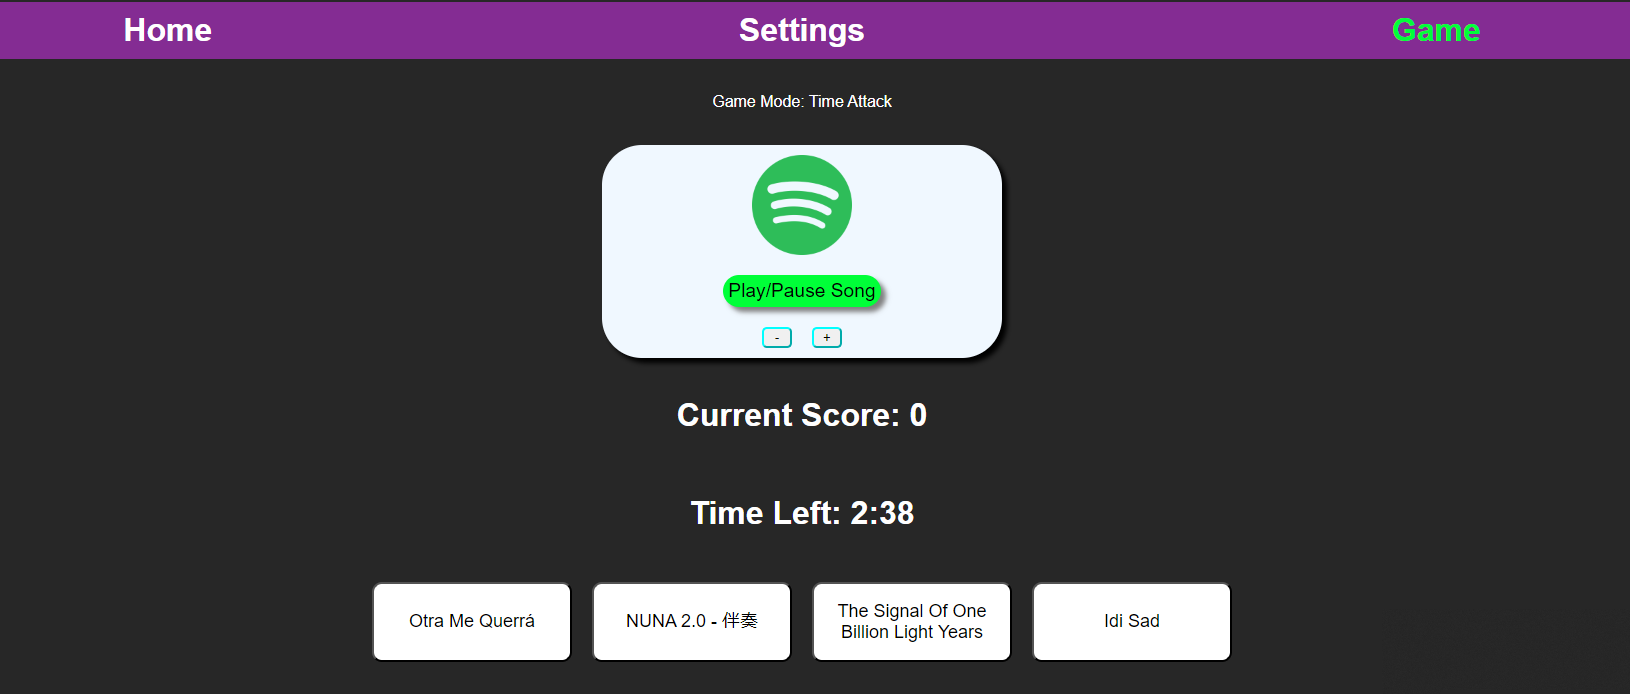 Home Settings Game
Game Mode: Time Attack
Play/Pause Song
- +
Current Score: 0
Time Left: 2:38
Otra Me Querrá
NUNA 2.0 - 伴奏
The Signal Of One
Billion Light Years
Idi Sad